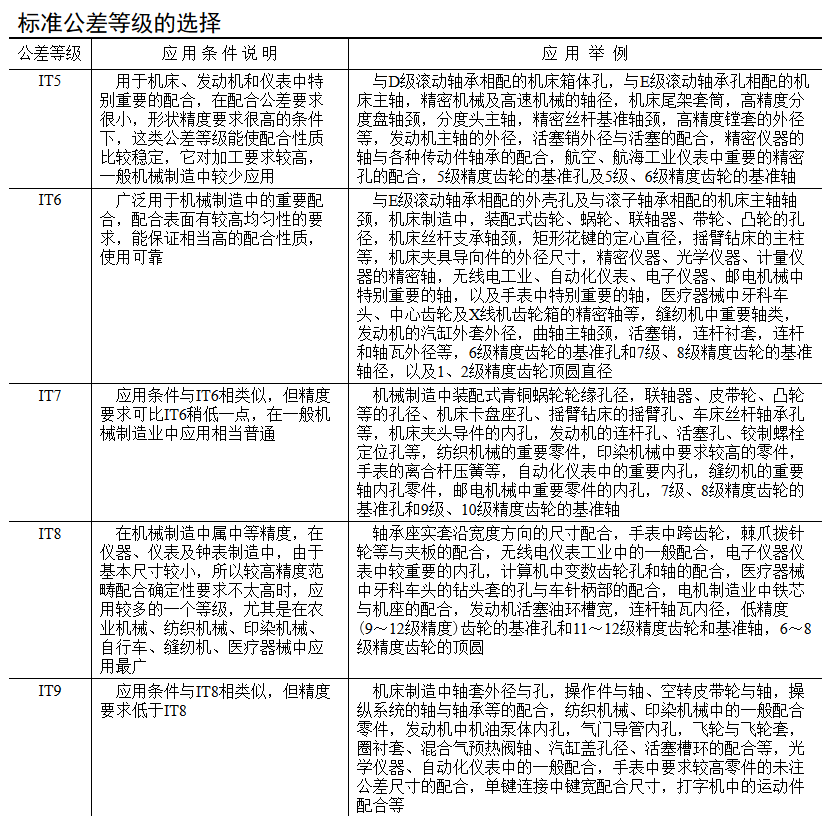 标准公差等级的选择
公差等级
应用条件说明
应用举例
IT5
用于机床、发动机和仪表中特
别重要的配合，在配合公差要求
很小，形状精度要求很高的条件
下，这类公差等级能使配合性质
比较稳定，它对加工要求较高，
一般机械制造中较少应用
与D级滚动轴承相配的机床箱体孔，与E级滚动轴承孔相配的机
床主轴，精密机械及高速机械的轴径，机床尾架套筒，高精度分
度盘轴颈，分度头主轴，精密丝杆基准轴颈，高精度镗套的外径
等，发动机主轴的外径，活塞销外径与活塞的配合，精密仪器的
轴与各种传动件轴承的配合，航空、航海工业仪表中重要的精密
孔的配合，5级精度齿轮的基准孔及5级、6级精度齿轮的基准轴
IT6
广泛用于机械制造中的重要配
合，配合表面有较高均匀性的要
求，能保证相当高的配合性质，
使用可靠
与E级滚动轴承相配的外壳孔及与滚子轴承相配的机床主轴轴
颈，机床制造中，装配式齿轮、蜗轮、联轴器、带轮、凸轮的孔
径，机床丝杆支承轴颈，矩形花键的定心直径，摇臂钻床的主柱
等，机床夹具导向件的外径尺寸，精密仪器、光学仪器、计量仪
器的精密轴，无线电工业、自动化仪表、电子仪器、邮电机械中
特别重要的轴，以及手表中特别重要的轴，医疗器械中牙科车
头、中心齿轮及X线机齿轮箱的精密轴等，缝纫机中重要轴类，
发动机的汽缸外套外径，曲轴主轴颈，活塞销，连杆衬套，连杆
和轴瓦外径等，6级精度齿轮的基准孔和7级、8级精度齿轮的基准
轴径，以及1、2级精度齿轮顶圆直径
IT7
应用条件与IT6相类似，但精度
要求可比IT6稍低一点，在一般机
械制造业中应用相当普通
机械制造中装配式青铜蜗轮轮缘孔径，联轴器、皮带轮、凸轮
等的孔径、机床卡盘座孔、摇臂钻床的摇臂孔、车床丝杆轴承孔
等，机床夹头导件的内孔，发动机的连杆孔、活塞孔、铰制螺栓
定位孔等，纺织机械的重要零件，印染机械中要求较高的零件，
手表的离合杆压簧等，自动化仪表中的重要内孔，缝纫机的重要
轴内孔零件，邮电机械中重要零件的内孔，7级、8级精度齿轮的
基准孔和9级、10级精度齿轮的基准轴
IT8
在机械制造中属中等精度，在
仪器、仪表及钟表制造中，由于
基本尺寸较小，所以较高精度范
畴配合确定性要求不太高时，应
用较多的一个等级，尤其是在农
业机械、纺织机械、印染机械、
自行车、缝纫机、医疗器械中应
用最广
轴承座实套沿宽度方向的尺寸配合，手表中跨齿轮，棘爪拨针
轮等与夹板的配合，无线电仪表工业中的一般配合，电子仪器仪
表中较重要的内孔，计算机中变数齿轮孔和轴的配合，医疗器械
中牙科车头的钻头套的孔与车针柄部的配合，电机制造业中铁芯
与机座的配合，发动机活塞油环槽宽，连杆轴瓦内径，低精度
(9～12级精度)齿轮的基准孔和11～12级精度齿轮和基准轴，6～8
级精度齿轮的顶圆
IT9
应用条件与IT8相类似，但精度
要求低于IT8
机床制造中轴套外径与孔，操作件与轴、空转皮带轮与轴，操
纵系统的轴与轴承等的配合，纺织机械、印染机械中的一般配合
零件，发动机中机油泵体内孔，气门导管内孔，飞轮与飞轮套，
圈衬套、混合气预热阀轴、汽缸盖孔径、活塞槽环的配合等，光
学仪器、自动化仪表中的一般配合，手表中要求较高零件的未注
公差尺寸的配合，单键连接中键宽配合尺寸，打字机中的运动件
配合等